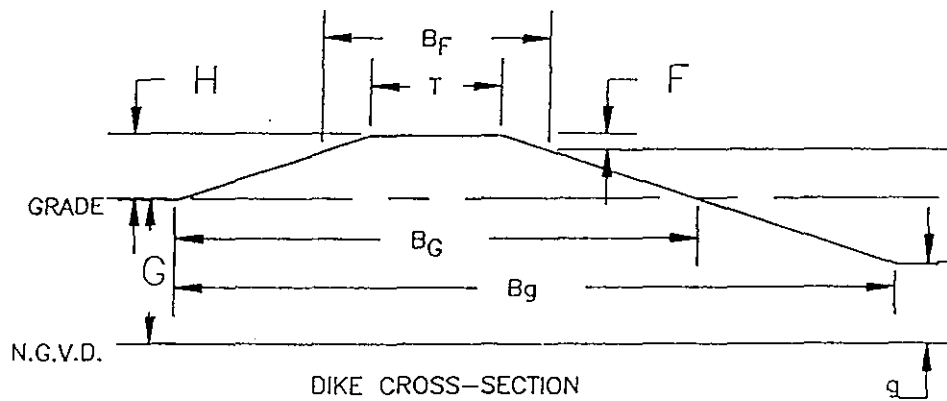 B_F
H
T
F
GRADE
B_G
G
Bg
N.G.V.D.
g
DIKE CROSS-SECTION